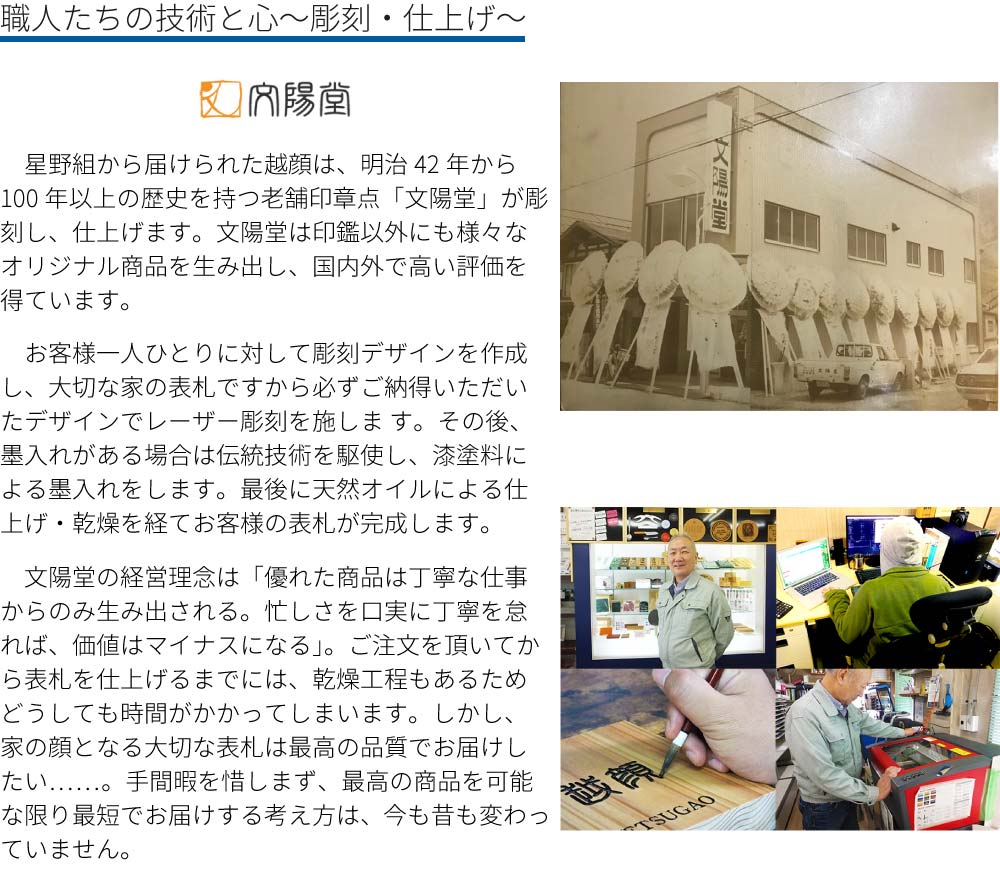 職人たちの技術と心～彫刻・仕上げ～
文陽堂
星野組から届けられた越顔は、明治 42 年から
100 年以上の歴史を持つ老舗印章点「文陽堂」が彫
刻し、仕上げます。文陽堂は印鑑以外にも様々な
オリジナル商品を生み出し、国内外で高い評価を
得ています。
お客様一人ひとりに対して彫刻デザインを作成
し、大切な家の表札ですから必ずご納得いただい
たデザインでレーザー彫刻を施しま す。その後、
墨入れがある場合は伝統技術を駆使し、漆塗料に
よる墨入れをします。最後に天然オイルによる仕
上げ・乾燥を経てお客様の表札が完成します。
文陽堂の経営理念は「優れた商品は丁寧な仕事
からのみ生み出される。忙しさを口実に丁寧を怠
れば、価値はマイナスになる」。ご注文を頂いてか
ら表札を仕上げるまでには、乾燥工程もあるため
どうしても時間がかかってしまいます。しかし、
家の顔となる大切な表札は最高の品質でお届けし
たい……。手間暇を惜しまず、最高の商品を可能
な限り最短でお届けする考え方は、今も昔も変わっ
ていません。
文陽堂
越顔
ETSUGAO